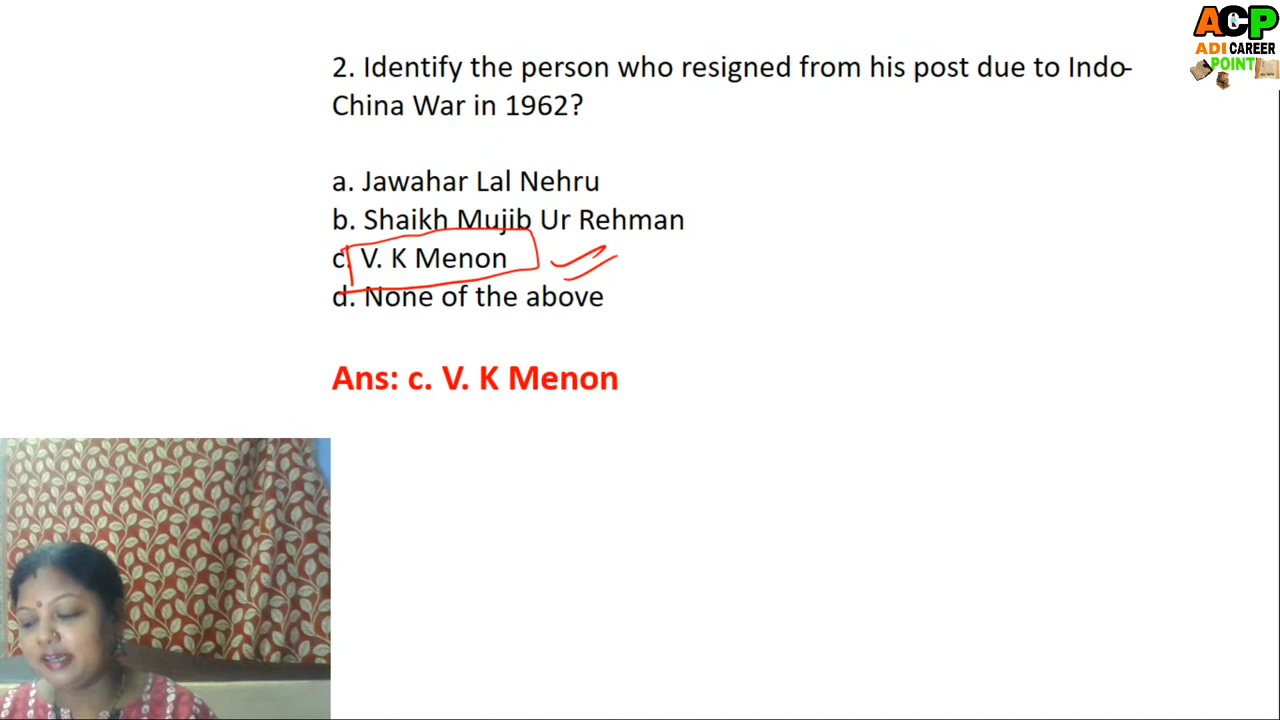 ACP
ADI CAREER
POINT
2. Identify the person who resigned from his post due to Indo-
China War in 1962?
a. Jawahar Lal Nehru
b. Shaikh Mujib Ur Rehman
c. V. K Menon
d. None of the above
Ans: c. V. K Menon